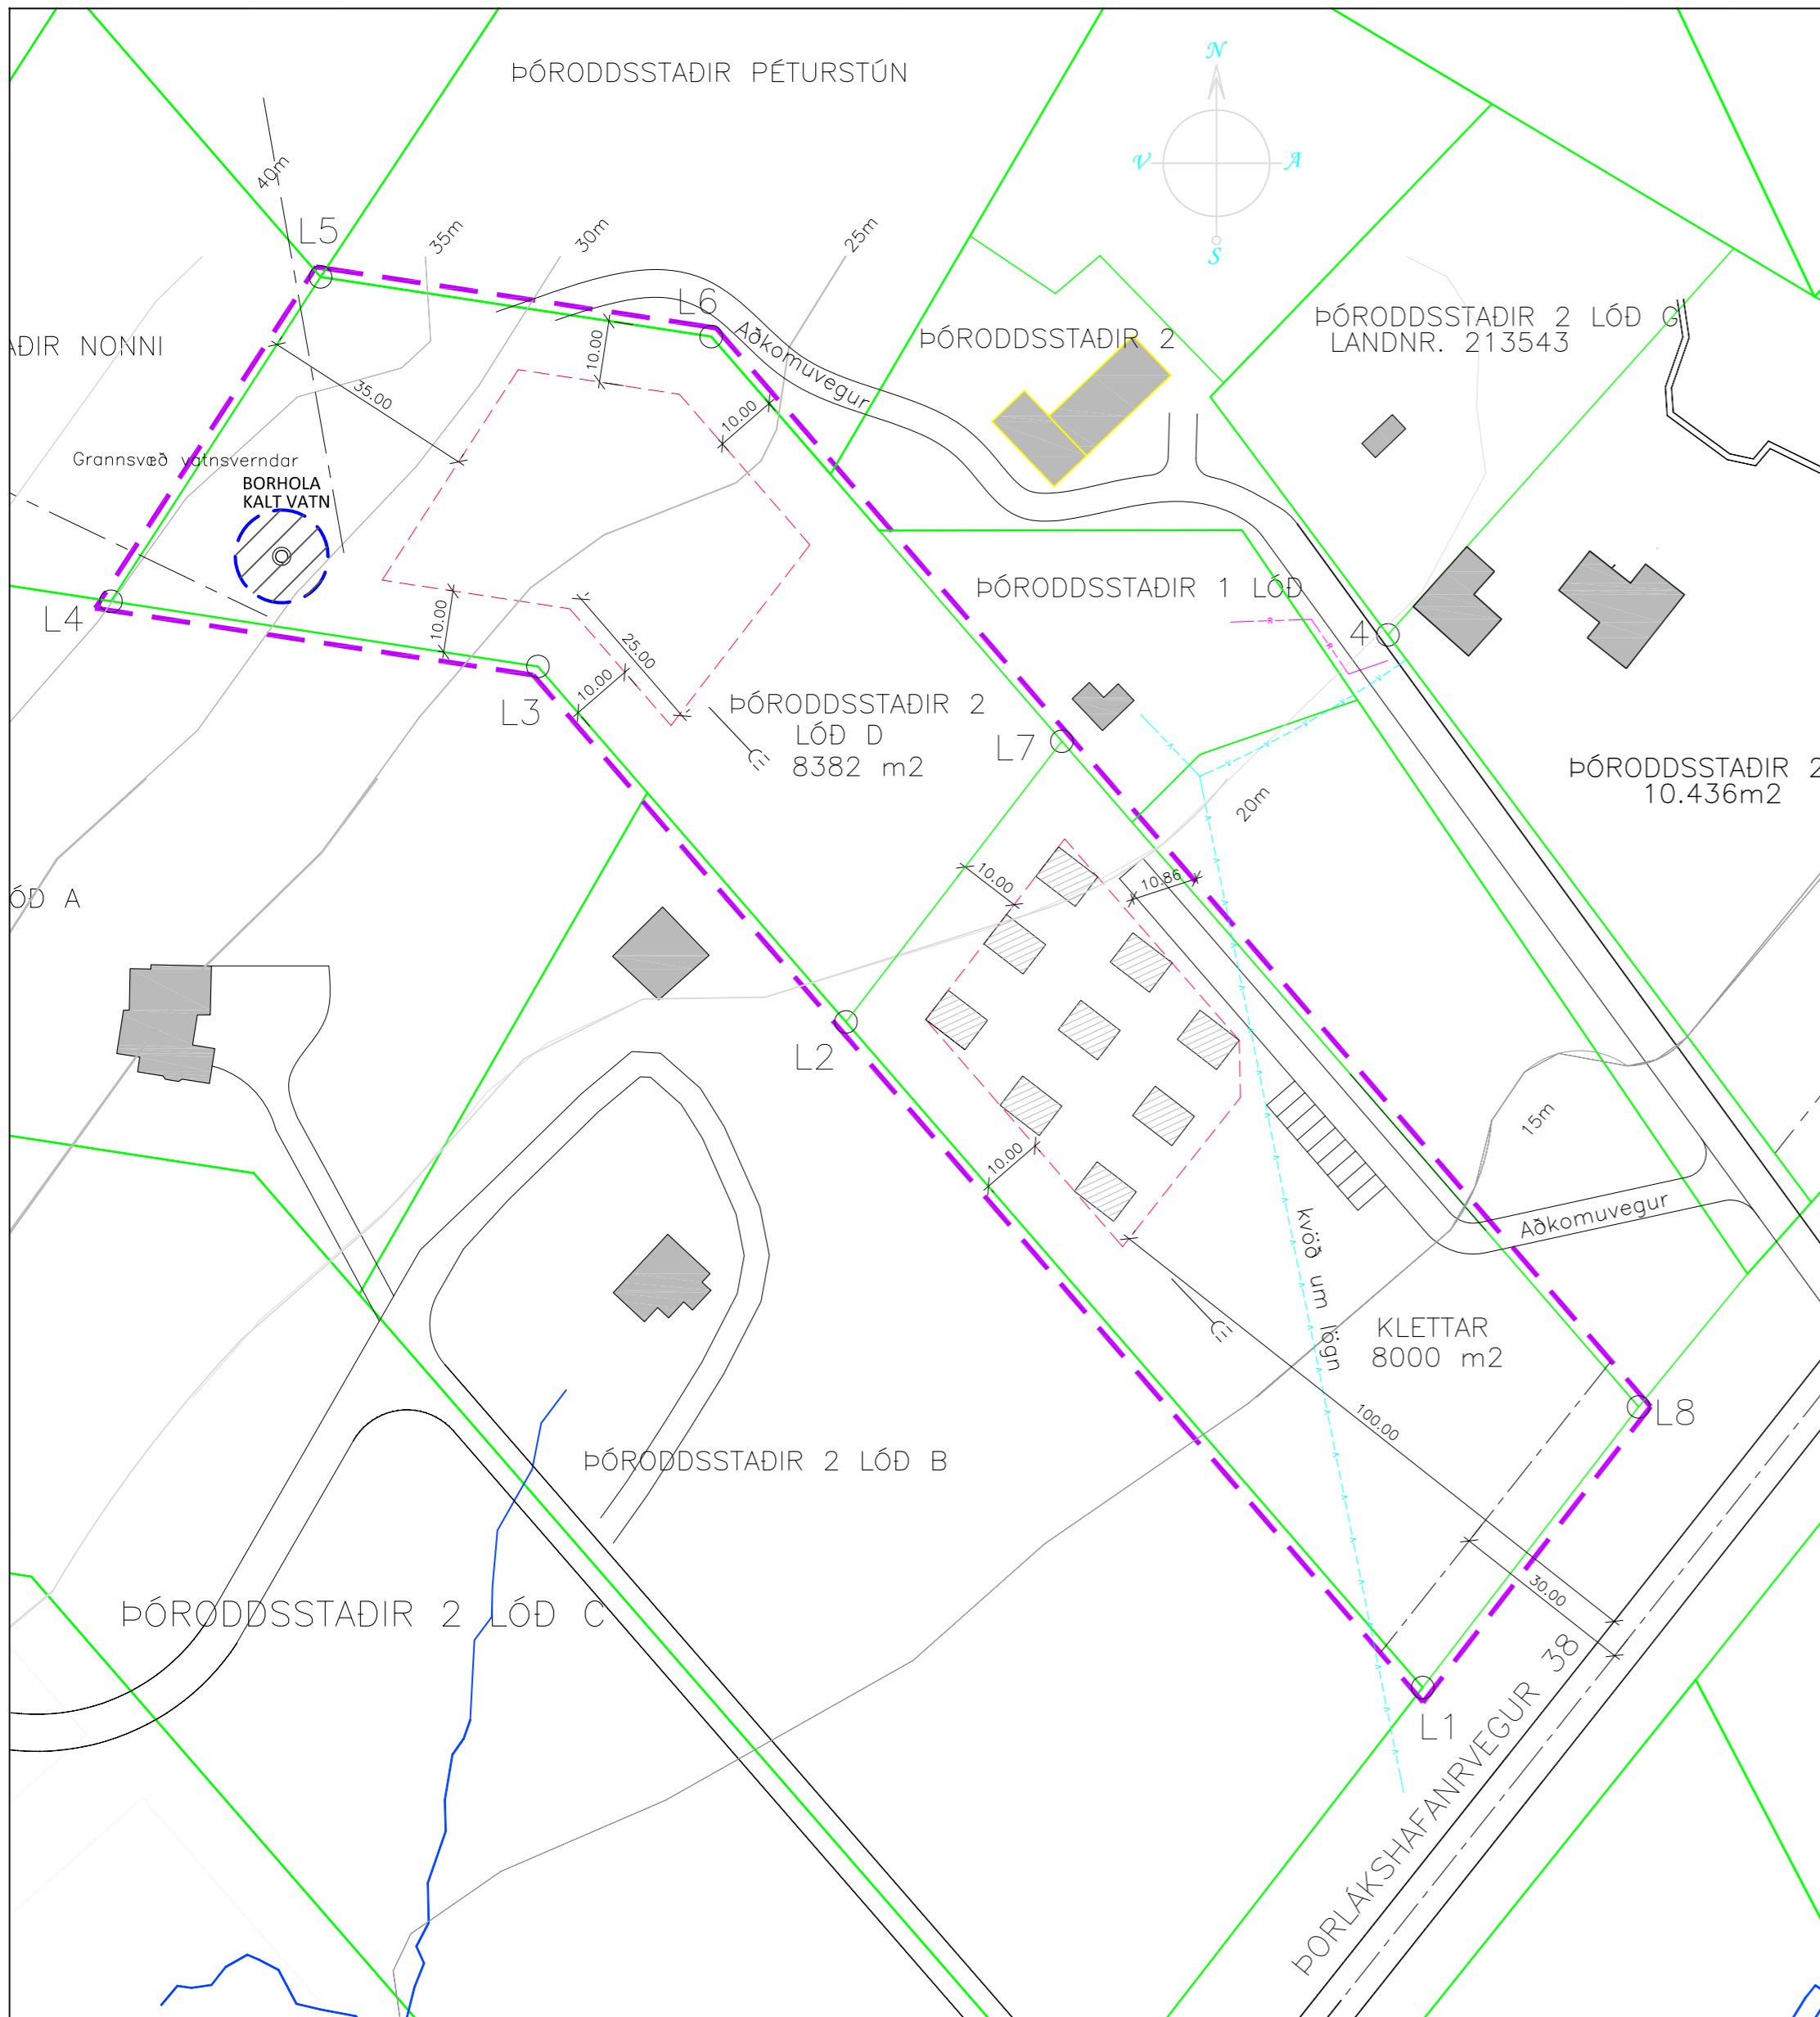 ÞÓRODDSSTAÐIR PÉTURSTÚN
N
V
A
S
40m
L5
35m
30m
25m
L6
Aðkomuvegur
10.00
10.00
35.00
ÞÓRODDSSTAÐIR 2
ÞÓRODDSSTAÐIR 2 LÓÐ G
LANDNR. 213543
AÐIR NONNI
Grannsvæð vatnsverndar
BORHOLA
KALT VATN
L4
10.00
25.00
10.00
L3
ÞÓRODDSSTAÐIR 1 LÓÐ
R
R
4
ÞÓRODDSSTAÐIR 2
LÓÐ D
8382 m2
L7
ÞÓRODDSSTAÐIR 2
10.436m2
20m
10.00
10.86
ÓÐ A
L2
15m
10.00
Aðkomuvegur
kvöð um lögn
KLETTAR
8000 m2
L8
100.00
30.00
ÞÓRODDSSTAÐIR 2 LÓÐ B
ÞÓRODDSSTAÐIR 2 LÓÐ C
L1
ÞORLÁKSHAFANRVEGUR 38